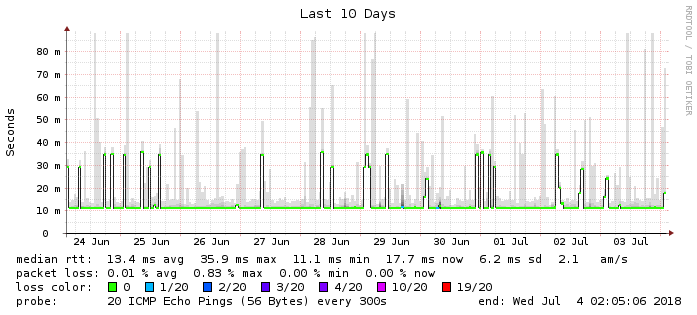 Last 10 Days
RRDTOOL / TOBI OETIKER
Seconds
80 m
70 m
60 m
50 m
40 m
30 m
20 m
10 m
0
24 Jun 25 Jun 26 Jun 27 Jun 28 Jun 29 Jun 30 Jun 01 Jul 02 Jul 03 Jul
median rtt: 13.4 ms avg 35.9 ms max 11.1 ms min 17.7 ms now 6.2 ms sd 2.1 am/s
packet loss: 0.01 % avg 0.83 % max 0.00 % min 0.00 % now
loss color: 0 1/20 2/20 3/20 4/20 10/20 19/20
probe: 20 ICMP Echo Pings (56 Bytes) every 300s end: Wed Jul 4 02:05:06 2018